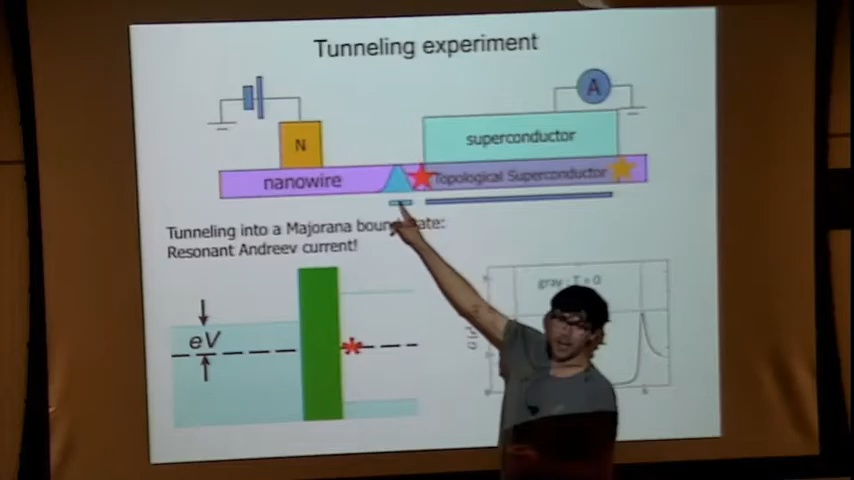 Tunneling experiment
A
N
superconductor
nanowire
Topological Superconductor
Tunneling into a Majorana bound state:
Resonant Andreev current!
gray : T = 0
eV